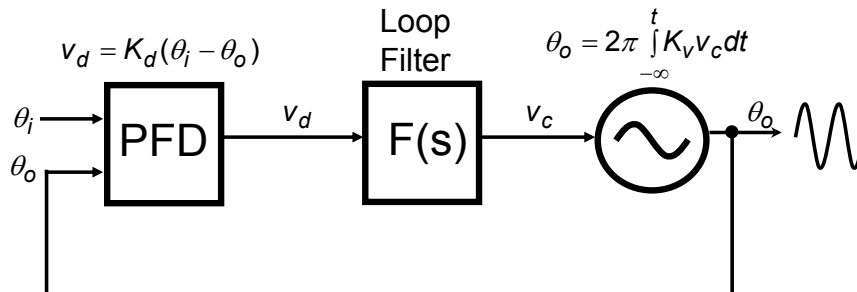 Loop
Filter
v_d = K_d(θ_i − θ_o)
θ_o = 2π ∫_{−∞}^{t} K_v v_c dt
θ_i
θ_o
PFD
v_d
F(s)
v_c
θ_o